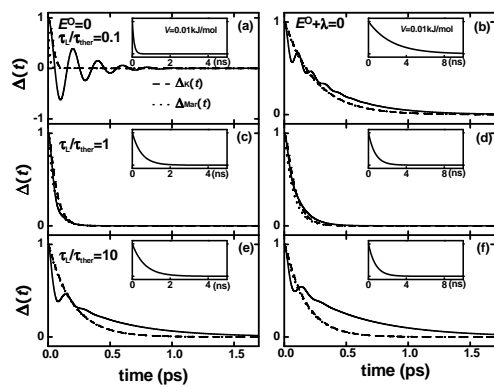 E⁰=0
τL/τther=0.1
V=0.01kJ/mol
(a)
0 2 4 (ns)
ΔK(t)
ΔMar(t)
Δ(t)
1
0
-1
E⁰+λ=0
V=0.01kJ/mol
(b)
0 4 8 (ns)
τL/τther=1
(c)
0 2 4 (ns)
Δ(t)
0
(d)
0 4 8 (ns)
τL/τther=10
(e)
0 2 4 (ns)
Δ(t)
1
0
(f)
0 4 8 (ns)
0.0 0.5 1.0 1.5
time (ps)
0.0 0.5 1.0 1.5
time (ps)